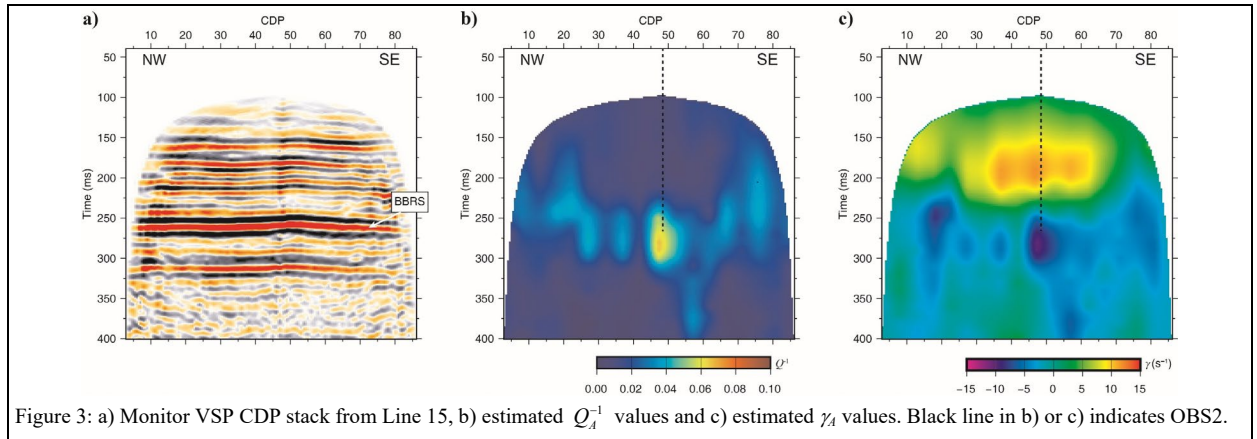 a)
CDP
10 20 30 40 50 60 70 80
NW
SE
50
100
150
200
250
300
350
400
Time (ms)
BBRS
b)
CDP
10 20 30 40 50 60 70 80
NW
SE
50
100
150
200
250
300
350
400
Time (ms)
Q⁻¹
0.00 0.02 0.04 0.06 0.08 0.10
c)
CDP
10 20 30 40 50 60 70 80
NW
SE
50
100
150
200
250
300
350
400
Time (ms)
γ(s⁻¹)
−15 −10 −5 0 5 10 15
Figure 3: a) Monitor VSP CDP stack from Line 15, b) estimated Q_A⁻¹ values and c) estimated γ_A values. Black line in b) or c) indicates OBS2.